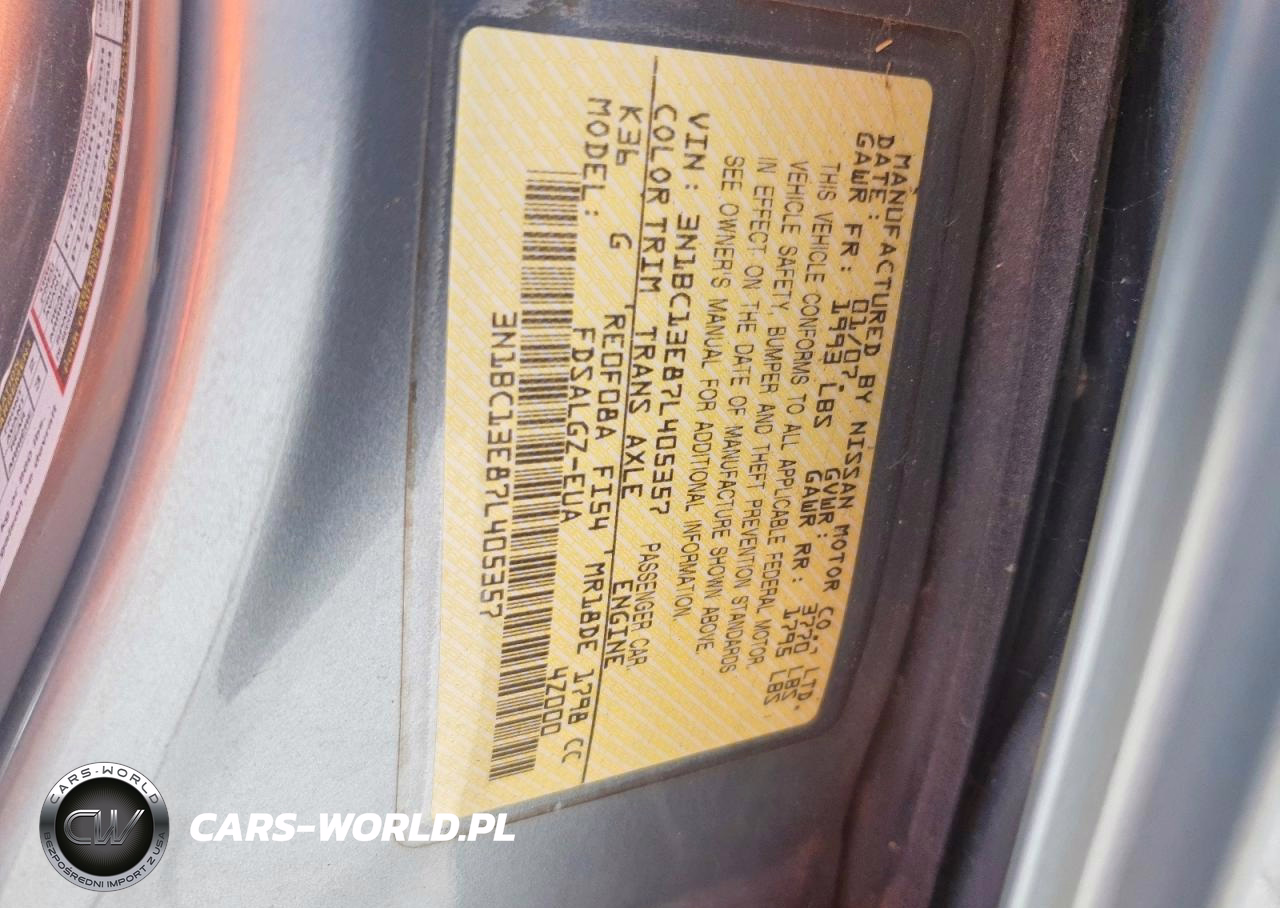 MANUFACTURED BY NISSAN MOTOR CO., LTD.
DATE: 01/07. GVWR: 3770 LBS
GAWR FR: 1993 LBS GAWR RR: 1795 LBS
THIS VEHICLE CONFORMS TO ALL APPLICABLE FEDERAL MOTOR
VEHICLE SAFETY, BUMPER AND THEFT PREVENTION STANDARDS
IN EFFECT ON THE DATE OF MANUFACTURE SHOWN ABOVE.
SEE OWNER'S MANUAL FOR ADDITIONAL INFORMATION.
VIN: 3N1BC13E87L405357 PASSENGER CAR
COLOR TRIM TRANS AXLE ENGINE
K36 G RE0F08A FI54 MR18DE 1798 CC
MODEL: FDSALGZ-EUA 4Z000
3N1BC13E87L405357
CARS-WORLD
CW
BEZPOŚREDNI IMPORT Z USA
CARS-WORLD.PL